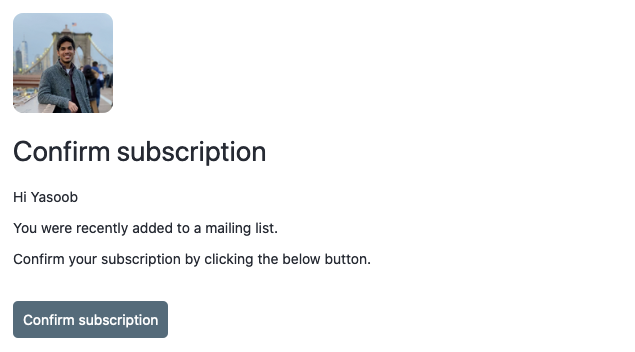 Confirm subscription
Hi Yasoob
You were recently added to a mailing list.
Confirm your subscription by clicking the below button.
Confirm subscription